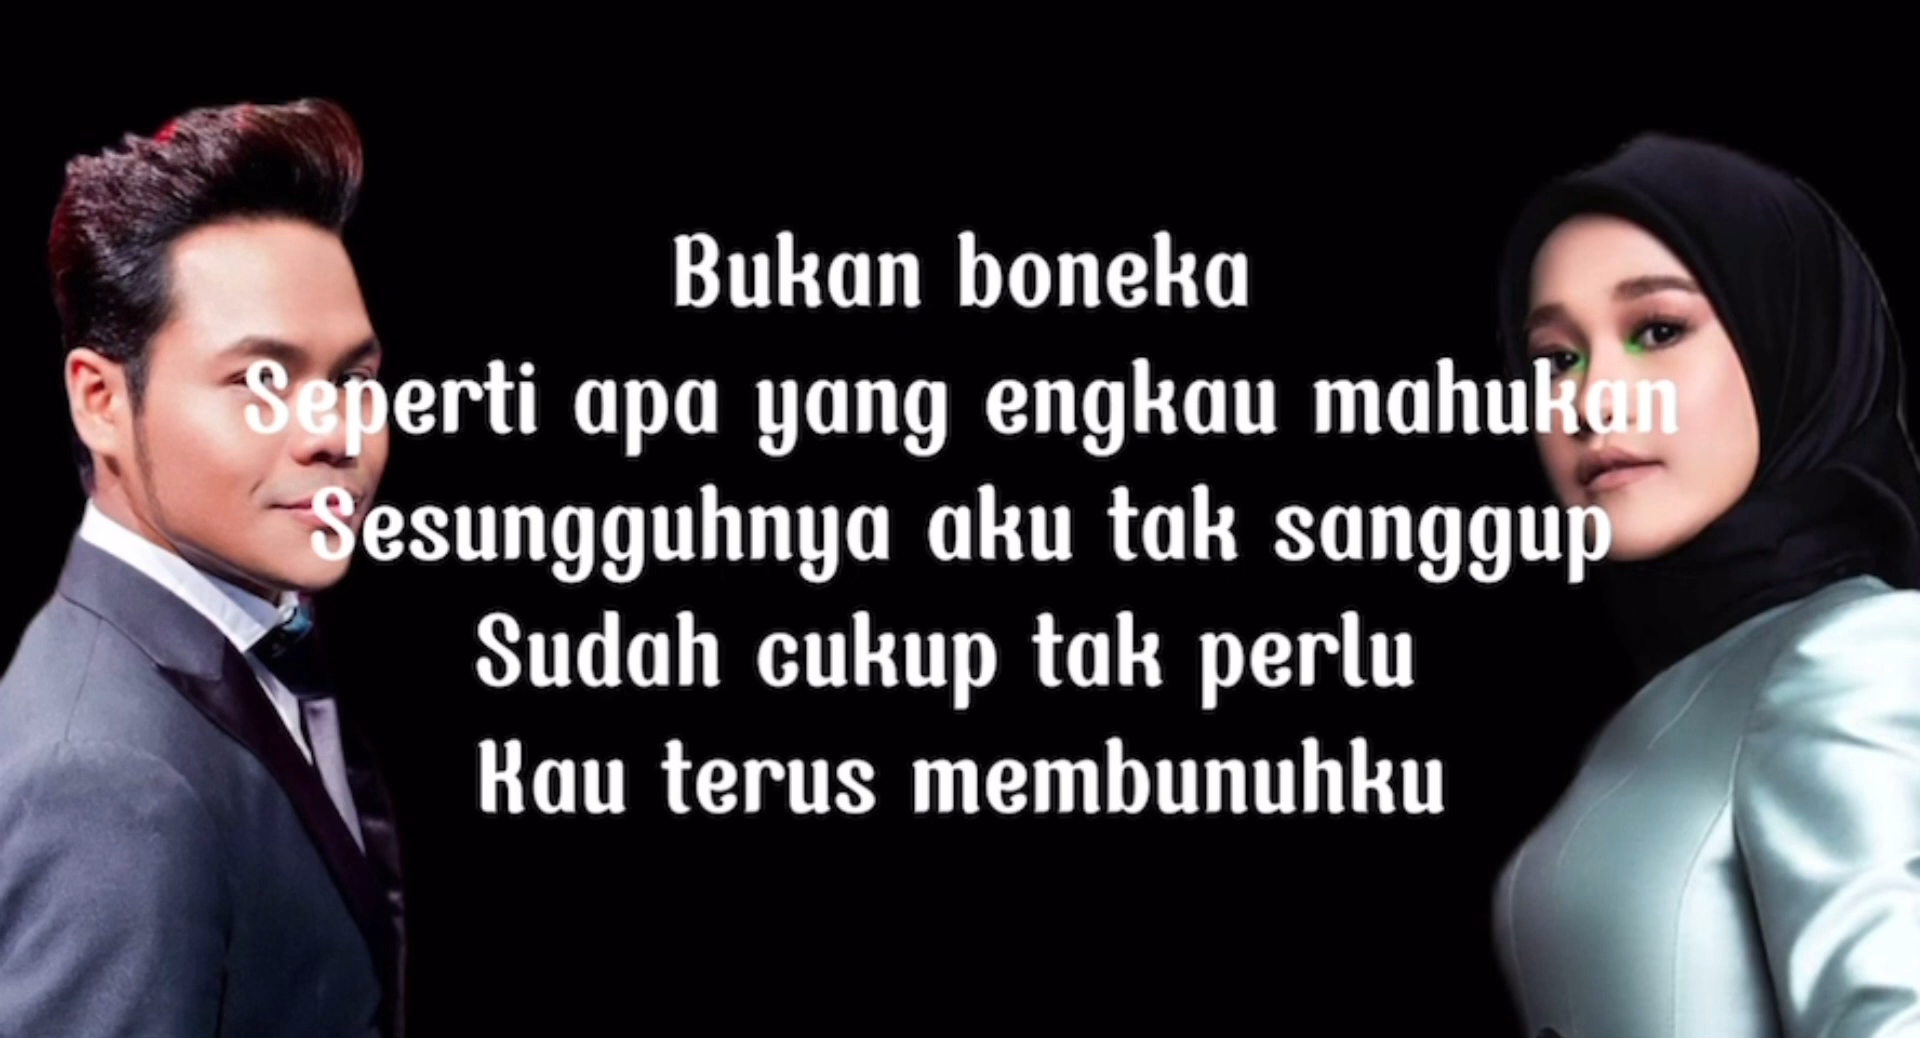 Bukan boneka
Seperti apa yang engkau mahukan
Sesungguhnya aku tak sanggup
Sudah cukup tak perlu
Kau terus membunuhku